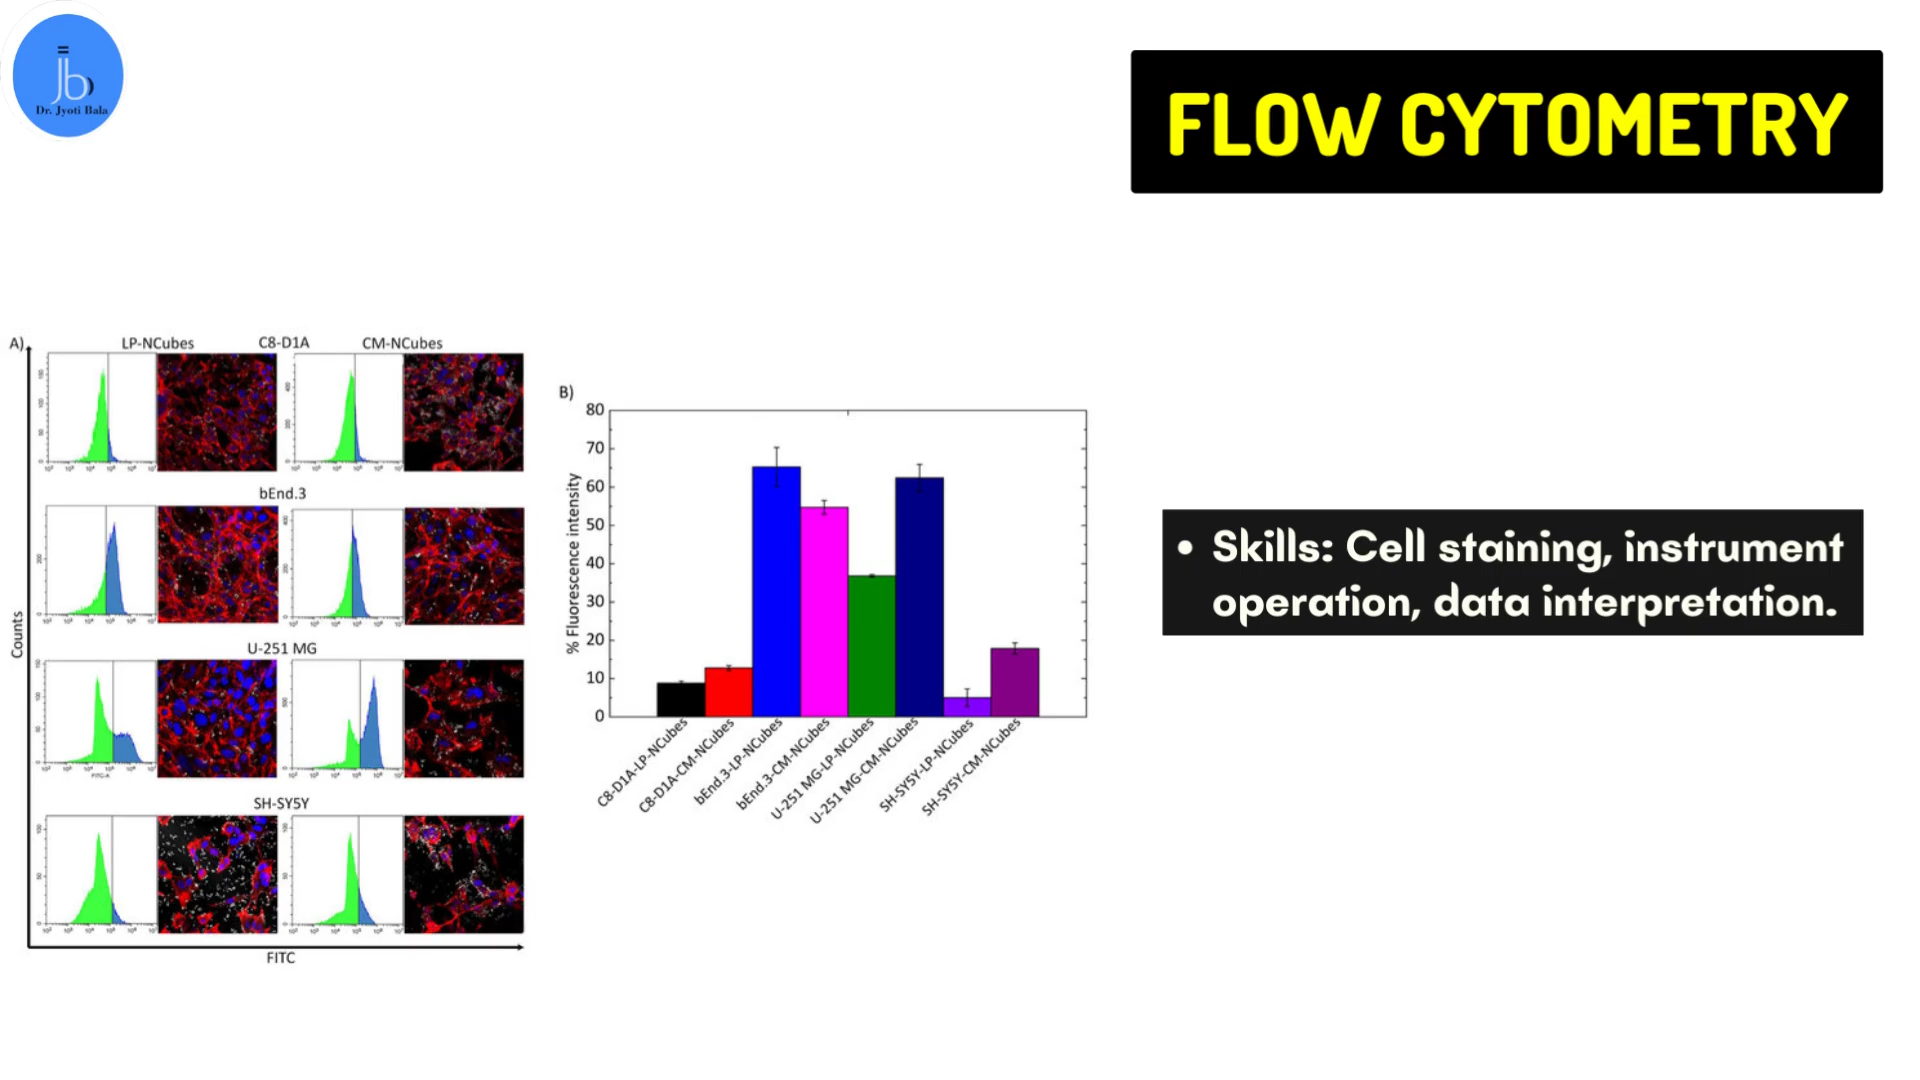 jb
Dr. Jyoti Bala
FLOW CYTOMETRY
A)
LP-NCubes
C8-D1A
CM-NCubes
bEnd.3
U-251 MG
FITC-A
SH-SY5Y
Counts
FITC
B)
80
70
60
50
40
30
20
10
0
% Fluorescence intensity
C8-D1A-LP-NCubes
C8-D1A-CM-NCubes
bEnd.3-LP-NCubes
bEnd.3-CM-NCubes
U-251 MG-LP-NCubes
U-251 MG-CM-NCubes
SH-SY5Y-LP-NCubes
SH-SY5Y-CM-NCubes
• Skills: Cell staining, instrument
operation, data interpretation.